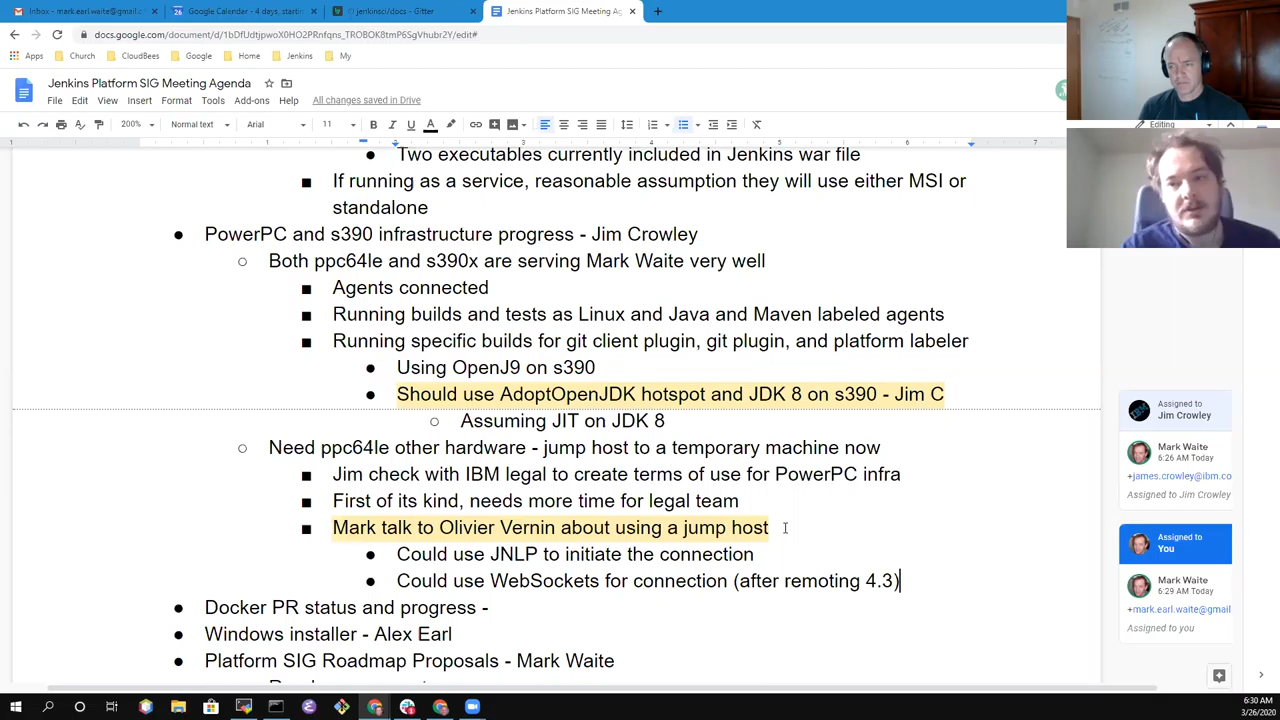 Inbox - mark.earl.waite@gmail.c
Google Calendar - 4 days, startin
jenkinsci/docs - Gitter
Jenkins Platform SIG Meeting Ag
docs.google.com/document/d/1bDfUdtjpwoX0HO2PRnfqns_TROBOK8tmP6SgVhubr2Y/edit#
Apps
Church
CloudBees
Google
Home
Jenkins
My
Jenkins Platform SIG Meeting Agenda
File Edit View Insert Format Tools Add-ons Help All changes saved in Drive
200% Normal text Arial 11 Editing
1 1 2 3 4 5 6 7
● Two executables currently included in Jenkins war file
■ If running as a service, reasonable assumption they will use either MSI or
standalone
● PowerPC and s390 infrastructure progress - Jim Crowley
○ Both ppc64le and s390x are serving Mark Waite very well
■ Agents connected
■ Running builds and tests as Linux and Java and Maven labeled agents
■ Running specific builds for git client plugin, git plugin, and platform labeler
● Using OpenJ9 on s390
● Should use AdoptOpenJDK hotspot and JDK 8 on s390 - Jim C
○ Assuming JIT on JDK 8
○ Need ppc64le other hardware - jump host to a temporary machine now
■ Jim check with IBM legal to create terms of use for PowerPC infra
■ First of its kind, needs more time for legal team
■ Mark talk to Olivier Vernin about using a jump host
● Could use JNLP to initiate the connection
● Could use WebSockets for connection (after remoting 4.3)
● Docker PR status and progress -
● Windows installer - Alex Earl
● Platform SIG Roadmap Proposals - Mark Waite
Assigned to
Jim Crowley
Mark Waite
6:26 AM Today
+james.crowley@ibm.co
Assigned to Jim Crowley
Assigned to
You
Mark Waite
6:29 AM Today
+mark.earl.waite@gmail
Assigned to you
6:30 AM
3/26/2020